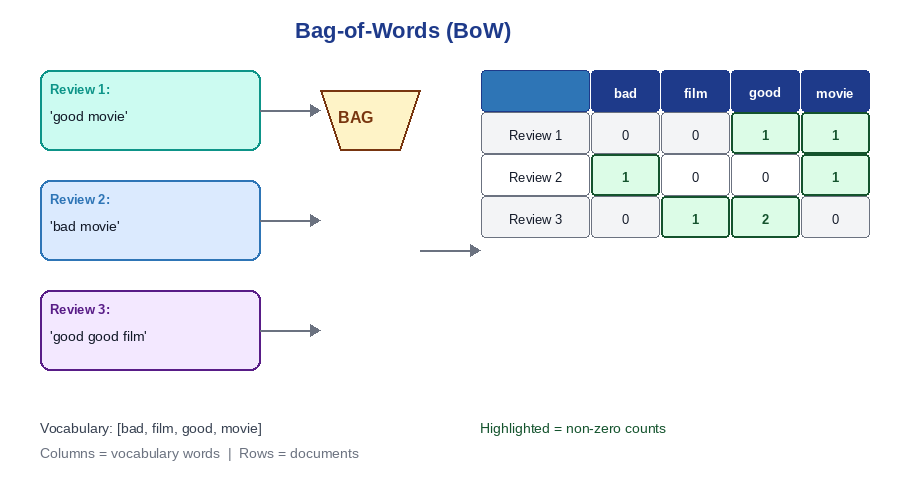 Bag-of-Words (BoW)
Review 1:
'good movie'
BAG
Review 2:
'bad movie'
Review 3:
'good good film'
bad film good movie
Review 1 0 0 1 1
Review 2 1 0 0 1
Review 3 0 1 2 0
Vocabulary: [bad, film, good, movie]
Columns = vocabulary words | Rows = documents
Highlighted = non-zero counts